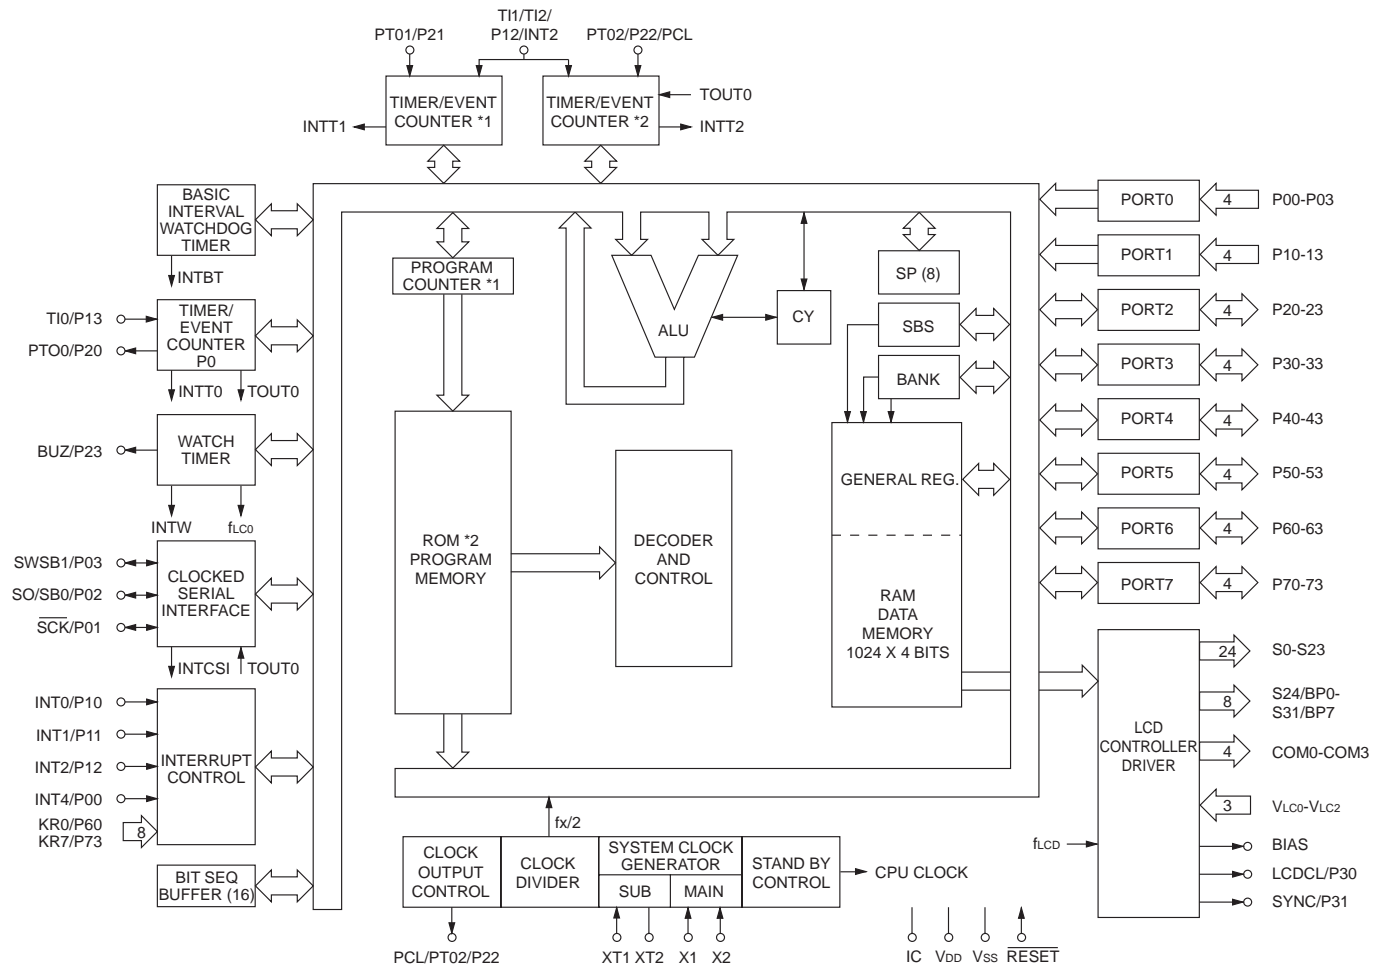 TI1/TI2/
PT01/P21
P12/INT2
PT02/P22/PCL
TIMER/EVENT
COUNTER *1
TIMER/EVENT
COUNTER *2
TOUT0
INTT1
INTT2
BASIC
INTERVAL
WATCHDOG
TIMER
INTBT
TI0/P13
PTO0/P20
TIMER/
EVENT
COUNTER
P0
INTT0
TOUT0
BUZ/P23
WATCH
TIMER
INTW
fLC0
SWSB1/P03
SO/SB0/P02
SCK/P01
CLOCKED
SERIAL
INTERFACE
INTCSI
TOUT0
INT0/P10
INT1/P11
INT2/P12
INT4/P00
KR0/P60
KR7/P73
8
INTERRUPT
CONTROL
BIT SEQ
BUFFER (16)
PROGRAM
COUNTER *1
ALU
CY
SP (8)
SBS
BANK
ROM *2
PROGRAM
MEMORY
DECODER
AND
CONTROL
GENERAL REG.
RAM
DATA
MEMORY
1024 X 4 BITS
fx/2
CLOCK
OUTPUT
CONTROL
CLOCK
DIVIDER
SYSTEM CLOCK
GENERATOR
SUB
MAIN
STAND BY
CONTROL
CPU CLOCK
PCL/PT02/P22
XT1
XT2
X1
X2
IC
VDD
VSS
RESET
PORT0
4
P00-P03
PORT1
4
P10-13
PORT2
4
P20-23
PORT3
4
P30-33
PORT4
4
P40-43
PORT5
4
P50-53
PORT6
4
P60-63
PORT7
4
P70-73
LCD
CONTROLLER
DRIVER
fLCD
24
S0-S23
8
S24/BP0-
S31/BP7
4
COM0-COM3
3
VLC0-VLC2
BIAS
LCDCL/P30
SYNC/P31